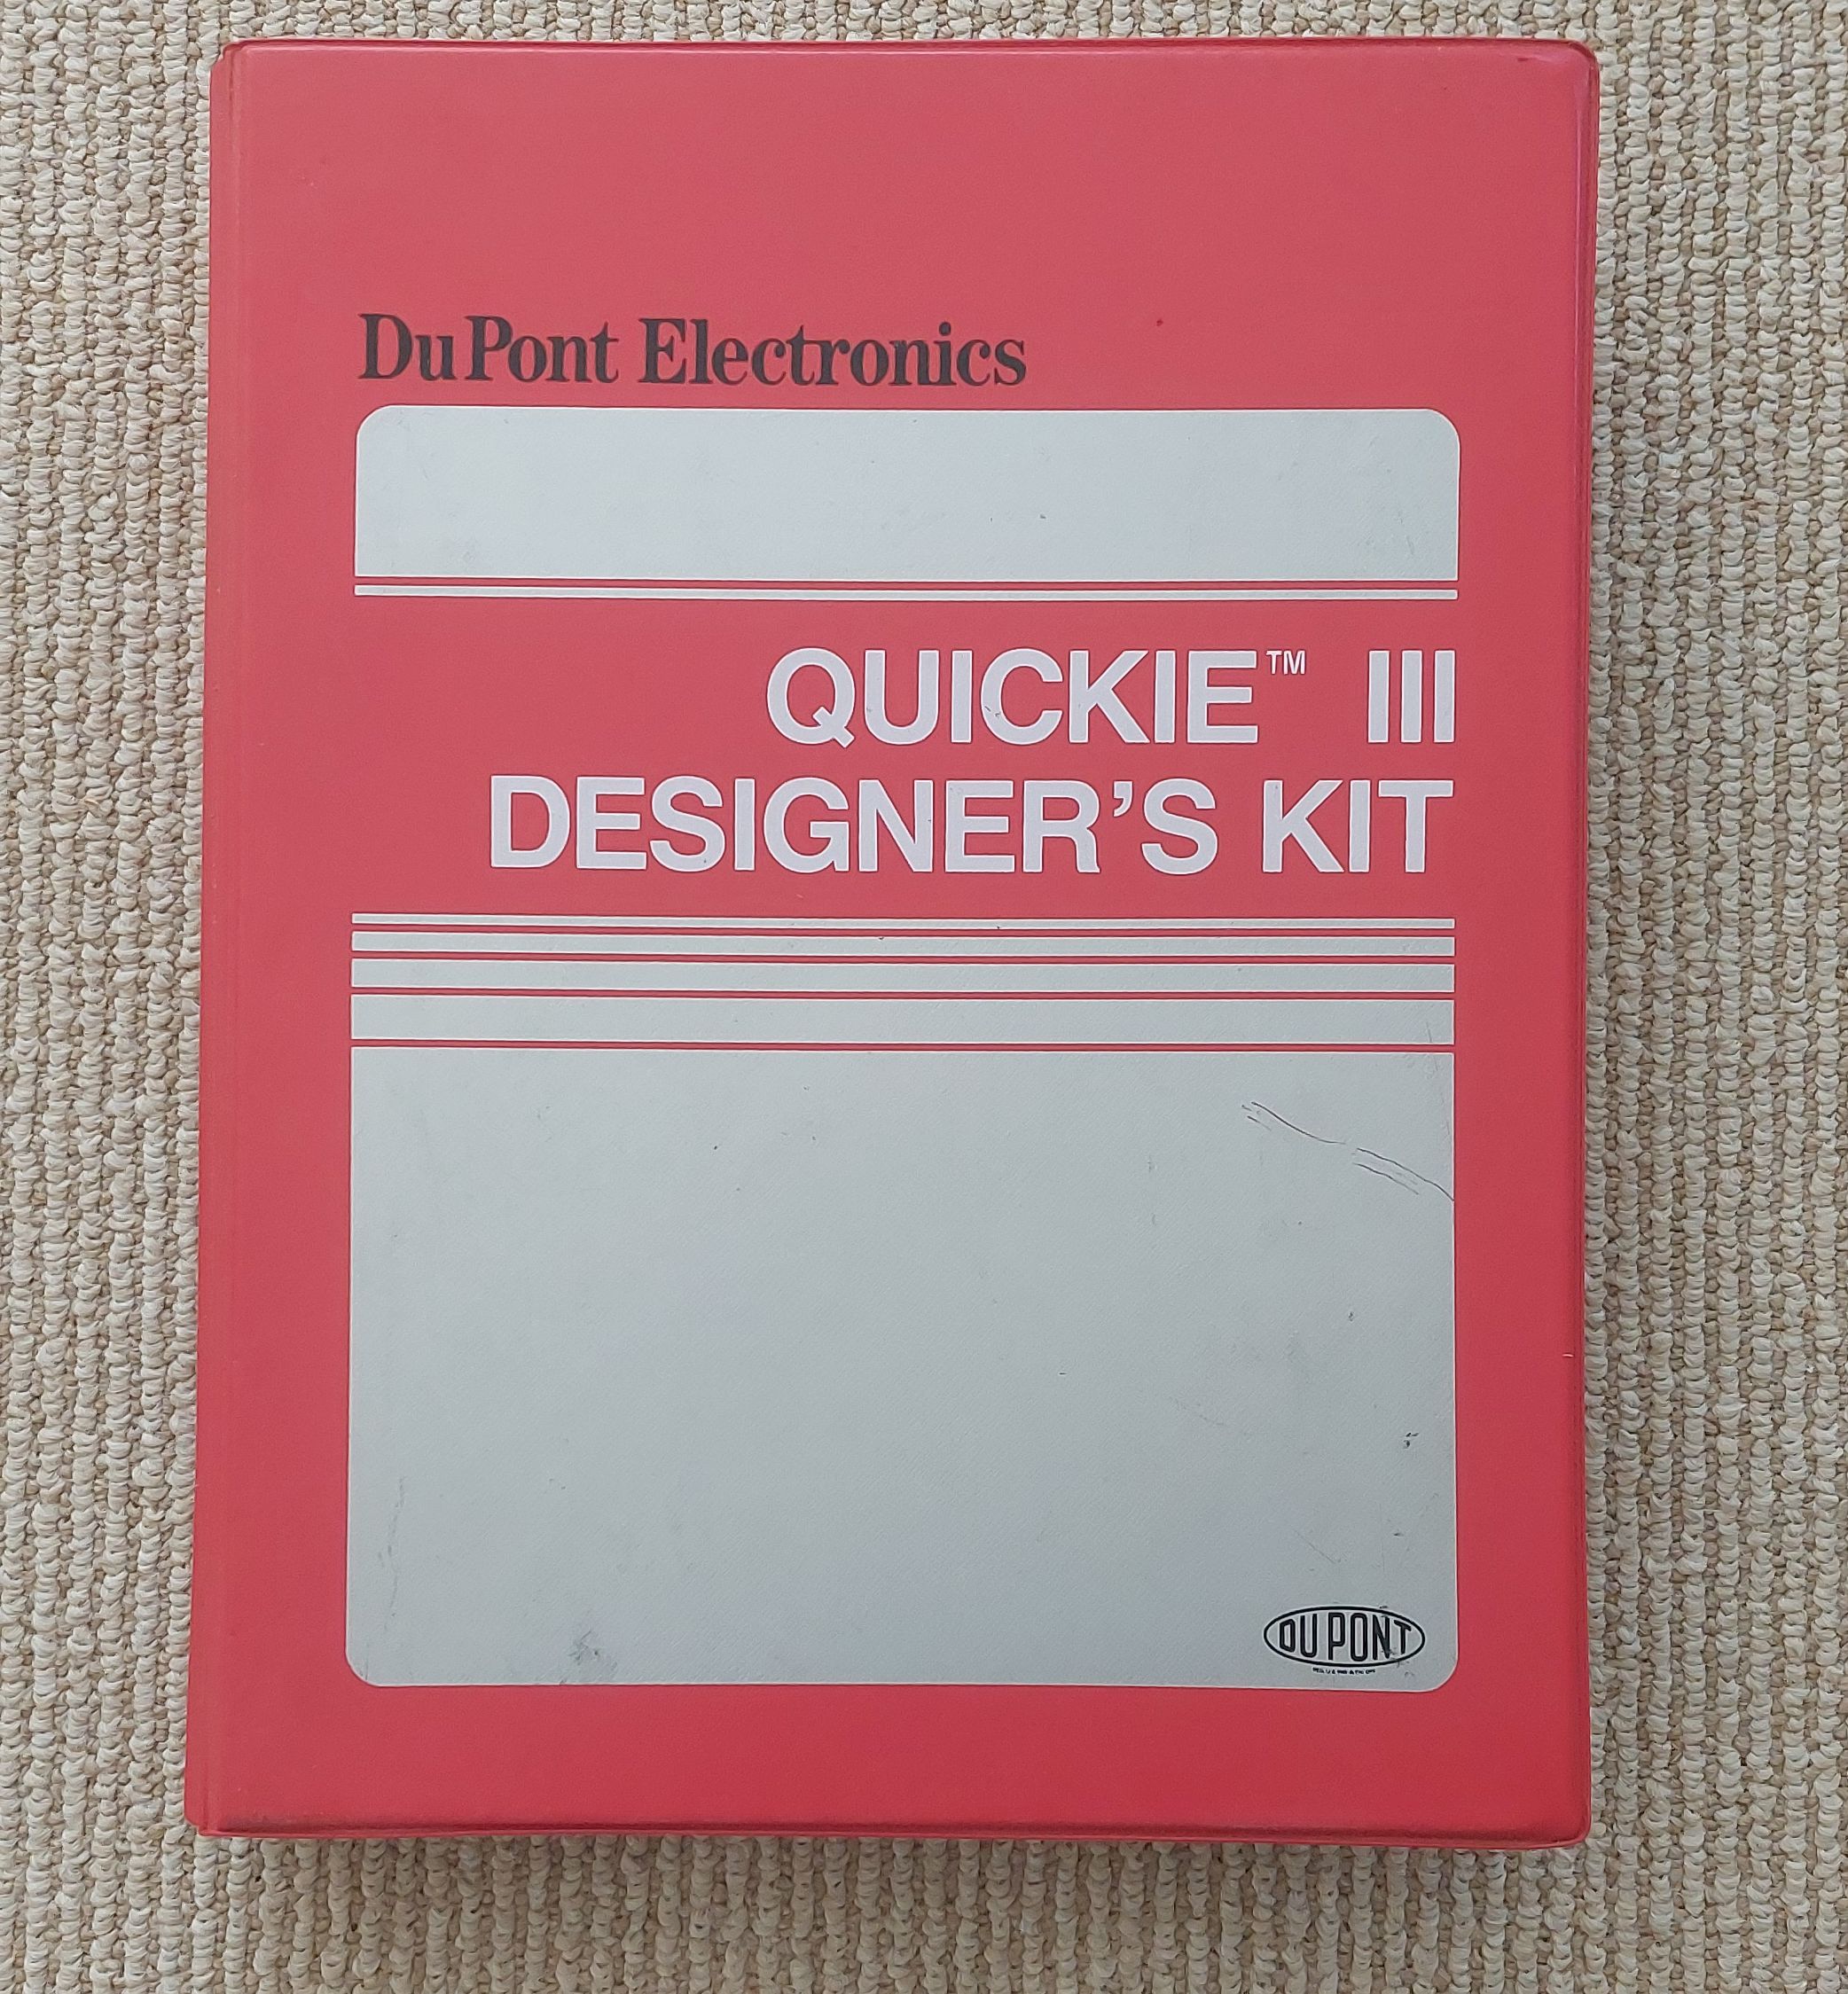 DuPont Electronics
QUICKIE™ III
DESIGNER'S KIT
DU PONT